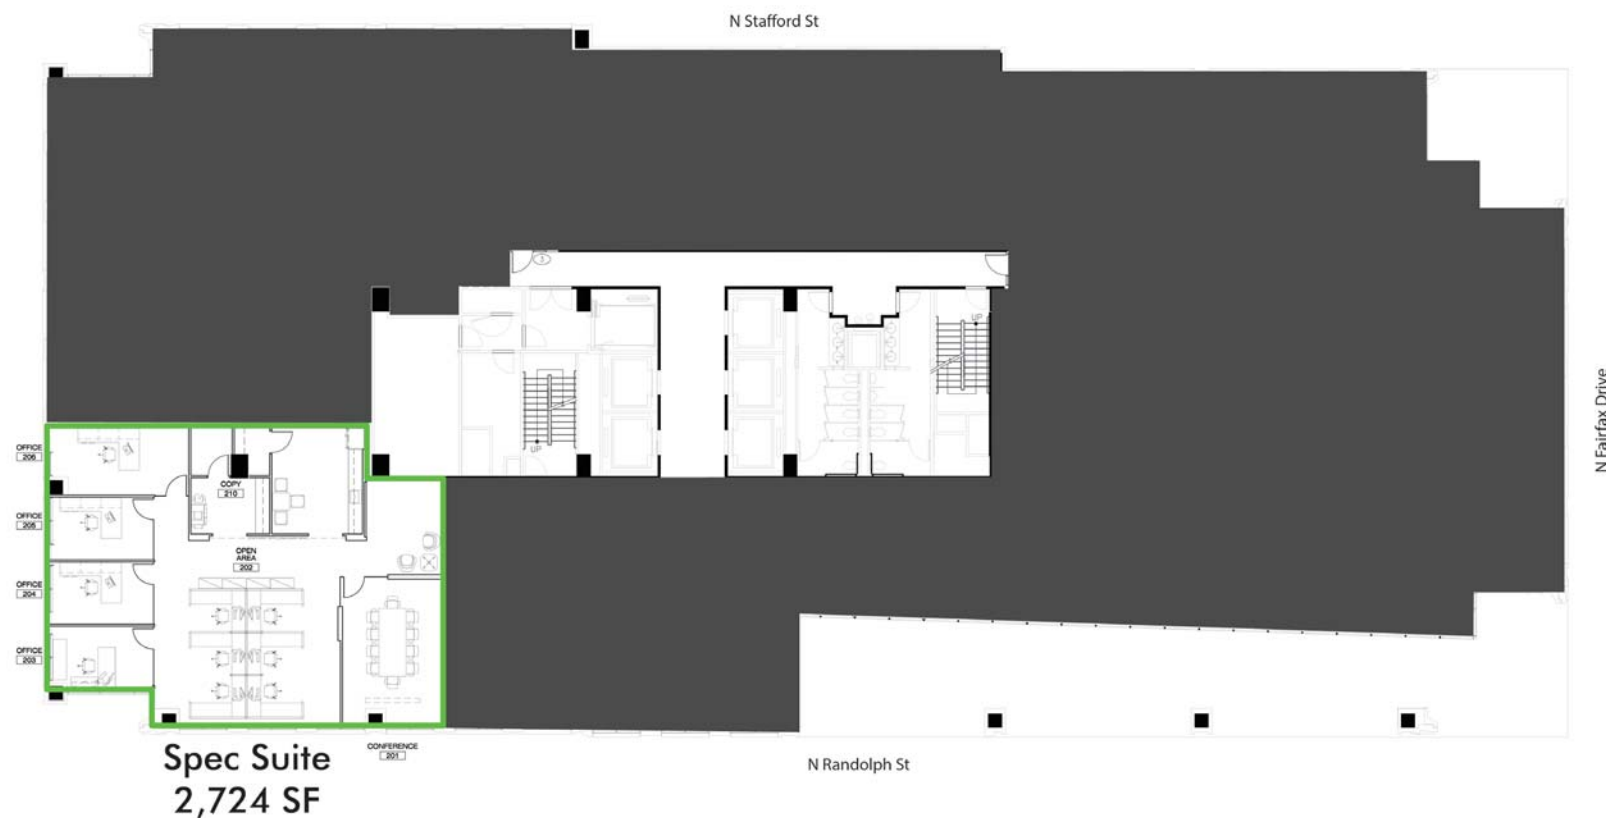 N Stafford St
3
UP
UP
N Fairfax Drive
OFFICE
206
COPY
210
OFFICE
205
OPEN
AREA
202
OFFICE
204
OFFICE
203
CONFERENCE
201
Spec Suite
2,724 SF
N Randolph St